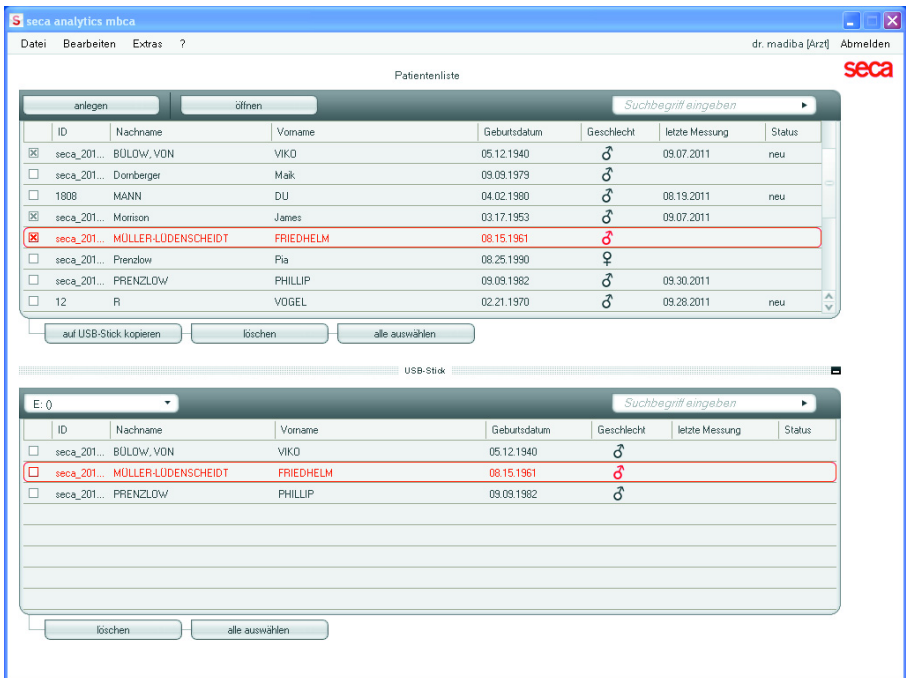 S seca analytics mbca
Datei Bearbeiten Extras ? dr. madiba [Arzt] Abmelden
seca
Patientenliste
anlegen öffnen Suchbegriff eingeben
ID Nachname Vorname Geburtsdatum Geschlecht letzte Messung Status
seca_201... BÜLOW, VON VIKO 05.12.1940 ♂ 09.07.2011 neu
seca_201... Dornberger Maik 09.09.1979 ♂
1808 MANN DU 04.02.1980 ♂ 08.19.2011 neu
seca_201... Morrison James 03.17.1953 ♂ 09.07.2011
seca_201... MÜLLER-LÜDENSCHEIDT FRIEDHELM 08.15.1961 ♂
seca_201... Prenzlow Pia 08.25.1990 ♀
seca_201... PRENZLOW PHILLIP 09.09.1982 ♂ 09.30.2011
12 R VOGEL 02.21.1970 ♂ 09.28.2011 neu
auf USB-Stick kopieren löschen alle auswählen
USB-Stick
E: () Suchbegriff eingeben
ID Nachname Vorname Geburtsdatum Geschlecht letzte Messung Status
seca_201... BÜLOW, VON VIKO 05.12.1940 ♂
seca_201... MÜLLER-LÜDENSCHEIDT FRIEDHELM 08.15.1961 ♂
seca_201... PRENZLOW PHILLIP 09.09.1982 ♂
löschen alle auswählen